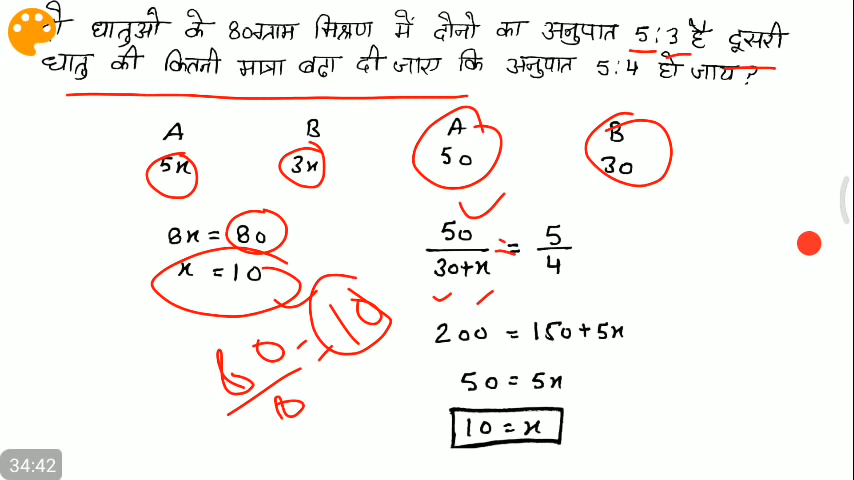 धातुओ के 80ग्राम मिश्रण में दोनो का अनुपात 5:3 है दूसरी
धातु की कितनी मात्रा बढा दी जाए कि अनुपात 5:4 हो जाय?
A B A B
5x 3x 50 30
8x = 80
x = 10
50/30+x = 5/4
200 = 150+5x
50 = 5x
10 = x
10
34:42